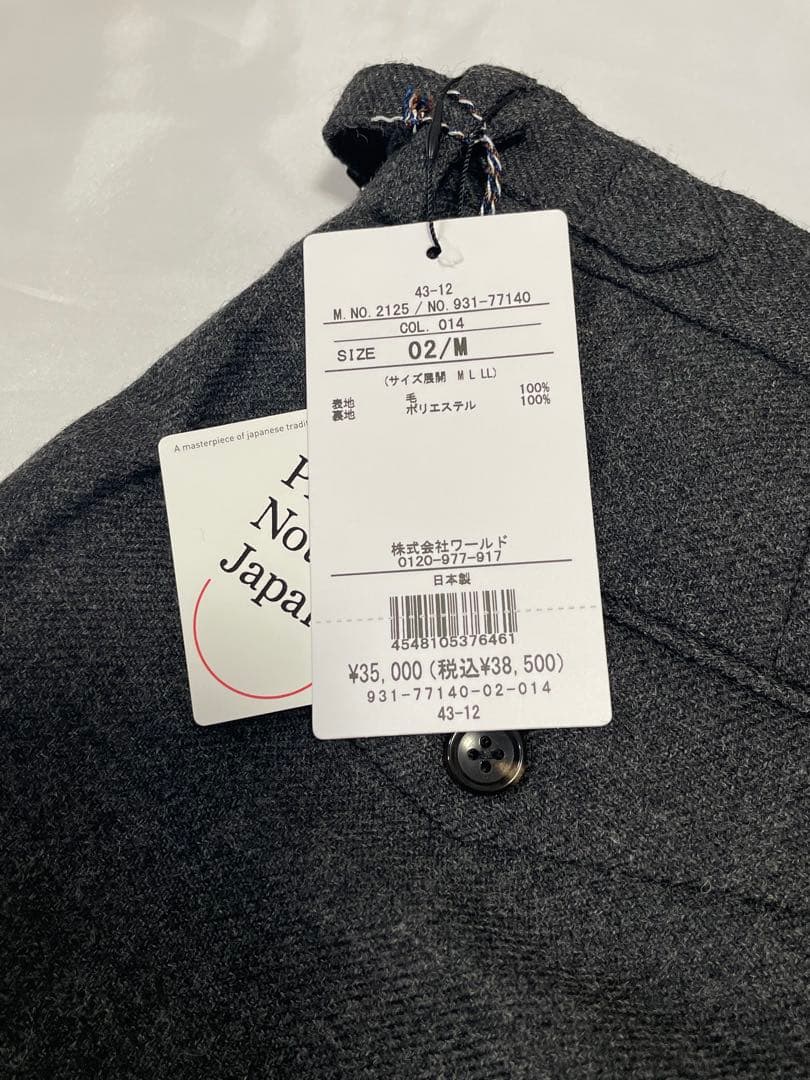 43-12
M.NO.2125 / NO.931-77140
COL. 014
SIZE 02/M
(サイズ展開 M L LL)
表地 毛 100%
裏地 ポリエステル 100%
株式会社ワールド
0120-977-917
日本製
4548105376461
¥35,000(税込¥38,500)
931-77140-02-014
43-12
A masterpiece of japanese